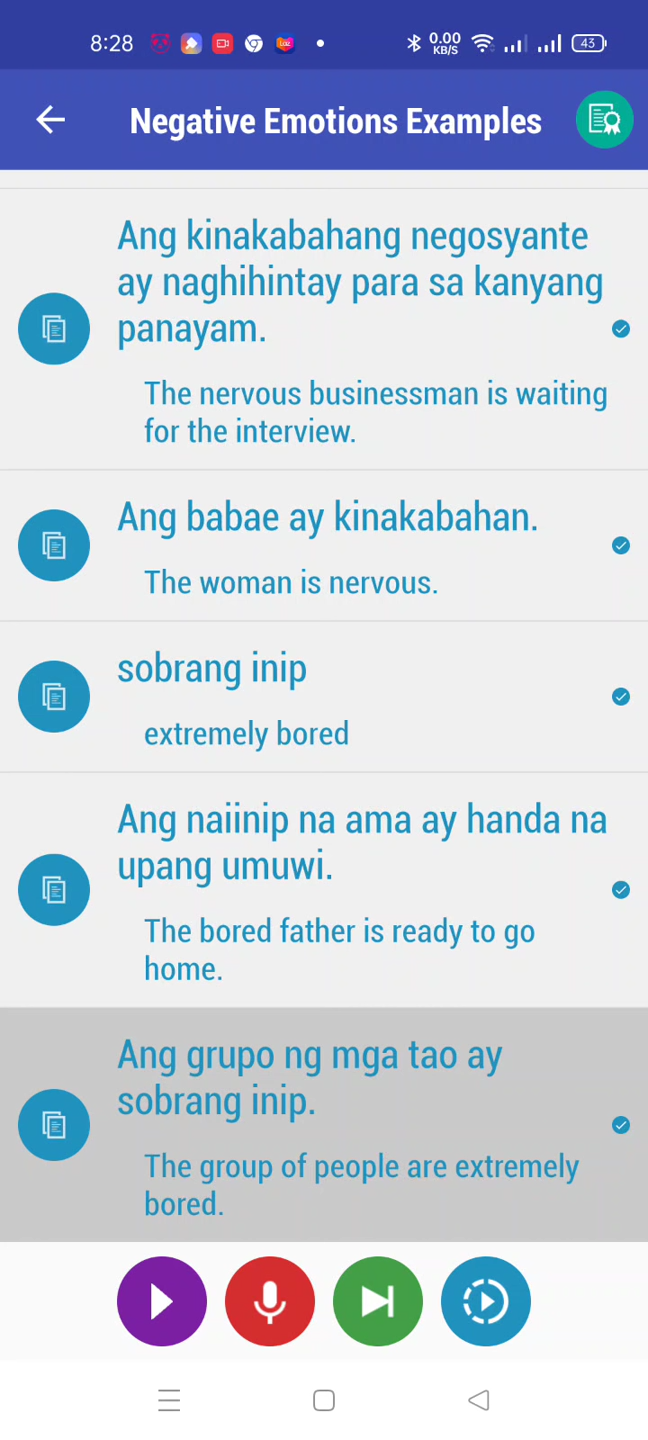 8:28
0.00
KB/S
43
Negative Emotions Examples
Ang kinakabahang negosyante
ay naghihintay para sa kanyang
panayam.
The nervous businessman is waiting
for the interview.
Ang babae ay kinakabahan.
The woman is nervous.
sobrang inip
extremely bored
Ang naiinip na ama ay handa na
upang umuwi.
The bored father is ready to go
home.
Ang grupo ng mga tao ay
sobrang inip.
The group of people are extremely
bored.